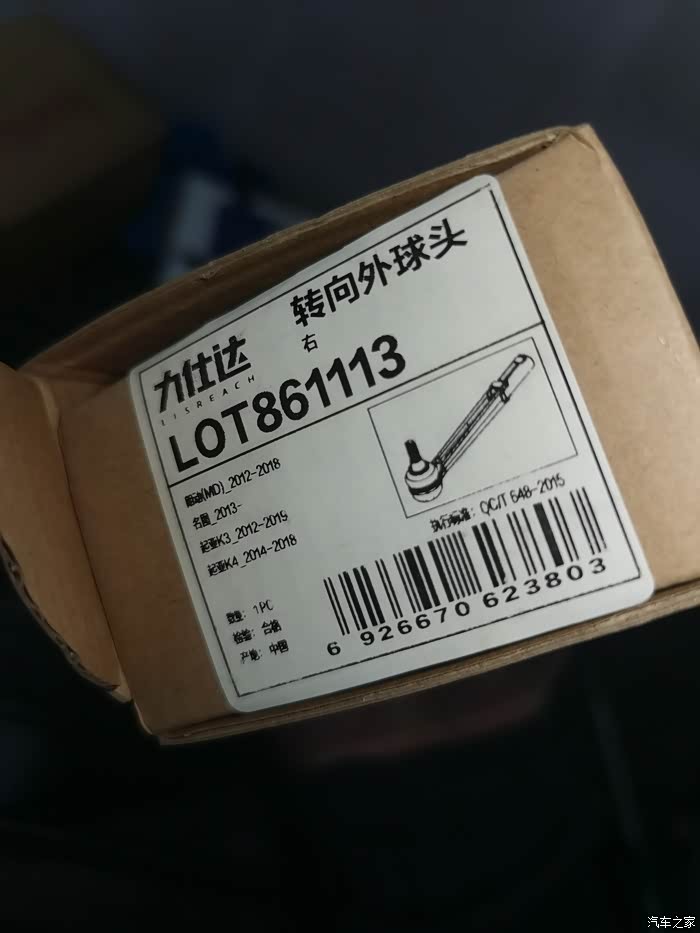 转向外球头
右
力仕达
LISREACH
LOT861113
朗动(MD)_2012-2018
名图_2013-
起亚K3_2012-2015
起亚K4_2014-2018
执行标准：QC/T 648-2015
数量：1PC
检验：合格
产地：中国
6 926670 623803
汽车之家